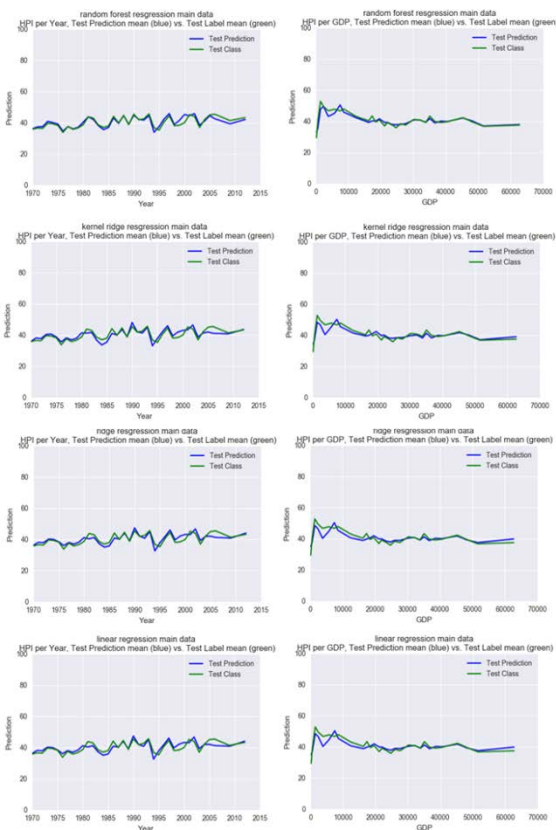 random forest resgression main data
HPI per Year, Test Prediction mean (blue) vs. Test Label mean (green)
100
80
60
40
20
0
Prediction
Test Prediction
Test Class
1970 1975 1980 1985 1990 1995 2000 2005 2010 2015
Year
random forest resgression main data
HPI per GDP, Test Prediction mean (blue) vs. Test Label mean (green)
100
80
60
40
20
0
Prediction
Test Prediction
Test Class
0 10000 20000 30000 40000 50000 60000 70000
GDP
kernel ridge resgression main data
HPI per Year, Test Prediction mean (blue) vs. Test Label mean (green)
100
80
60
40
20
0
Prediction
Test Prediction
Test Class
1970 1975 1980 1985 1990 1995 2000 2005 2010 2015
Year
kernel ridge resgression main data
HPI per GDP, Test Prediction mean (blue) vs. Test Label mean (green)
100
80
60
40
20
0
Prediction
Test Prediction
Test Class
0 10000 20000 30000 40000 50000 60000 70000
GDP
ridge resgression main data
HPI per Year, Test Prediction mean (blue) vs. Test Label mean (green)
100
80
60
40
20
0
Prediction
Test Prediction
Test Class
1970 1975 1980 1985 1990 1995 2000 2005 2010 2015
Year
ridge resgression main data
HPI per GDP, Test Prediction mean (blue) vs. Test Label mean (green)
100
80
60
40
20
0
Prediction
Test Prediction
Test Class
0 10000 20000 30000 40000 50000 60000 70000
GDP
linear regression main data
HPI per Year, Test Prediction mean (blue) vs. Test Label mean (green)
100
80
60
40
20
0
Prediction
Test Prediction
Test Class
1970 1975 1980 1985 1990 1995 2000 2005 2010 2015
Year
linear regression main data
HPI per GDP, Test Prediction mean (blue) vs. Test Label mean (green)
100
80
60
40
20
0
Prediction
Test Prediction
Test Class
0 10000 20000 30000 40000 50000 60000 70000
GDP